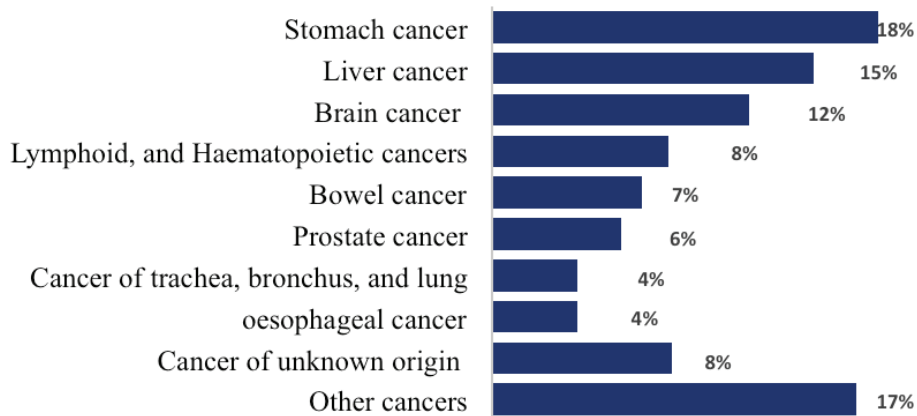 Stomach cancer 18%
Liver cancer 15%
Brain cancer 12%
Lymphoid, and Haematopoietic cancers 8%
Bowel cancer 7%
Prostate cancer 6%
Cancer of trachea, bronchus, and lung 4%
oesophageal cancer 4%
Cancer of unknown origin 8%
Other cancers 17%